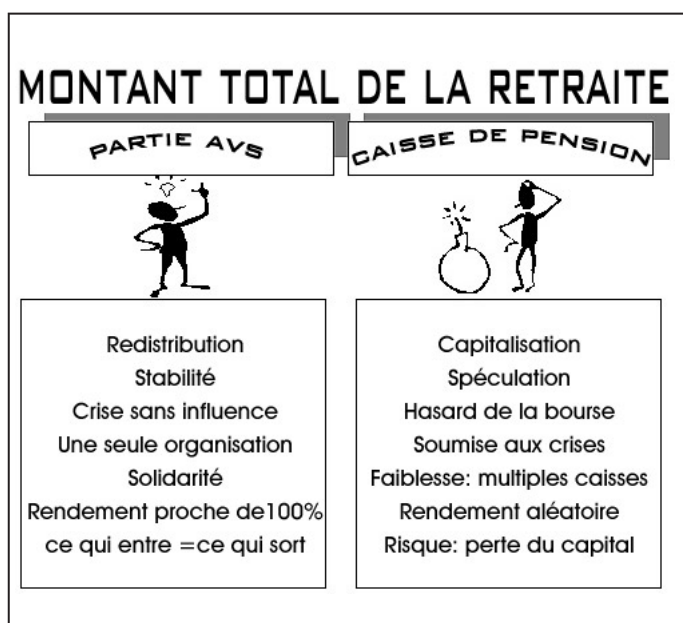 MONTANT TOTAL DE LA RETRAITE
PARTIE AVS
CAISSE DE PENSION
Redistribution
Stabilité
Crise sans influence
Une seule organisation
Solidarité
Rendement proche de100%
ce qui entre =ce qui sort
Capitalisation
Spéculation
Hasard de la bourse
Soumise aux crises
Faiblesse: multiples caisses
Rendement aléatoire
Risque: perte du capital